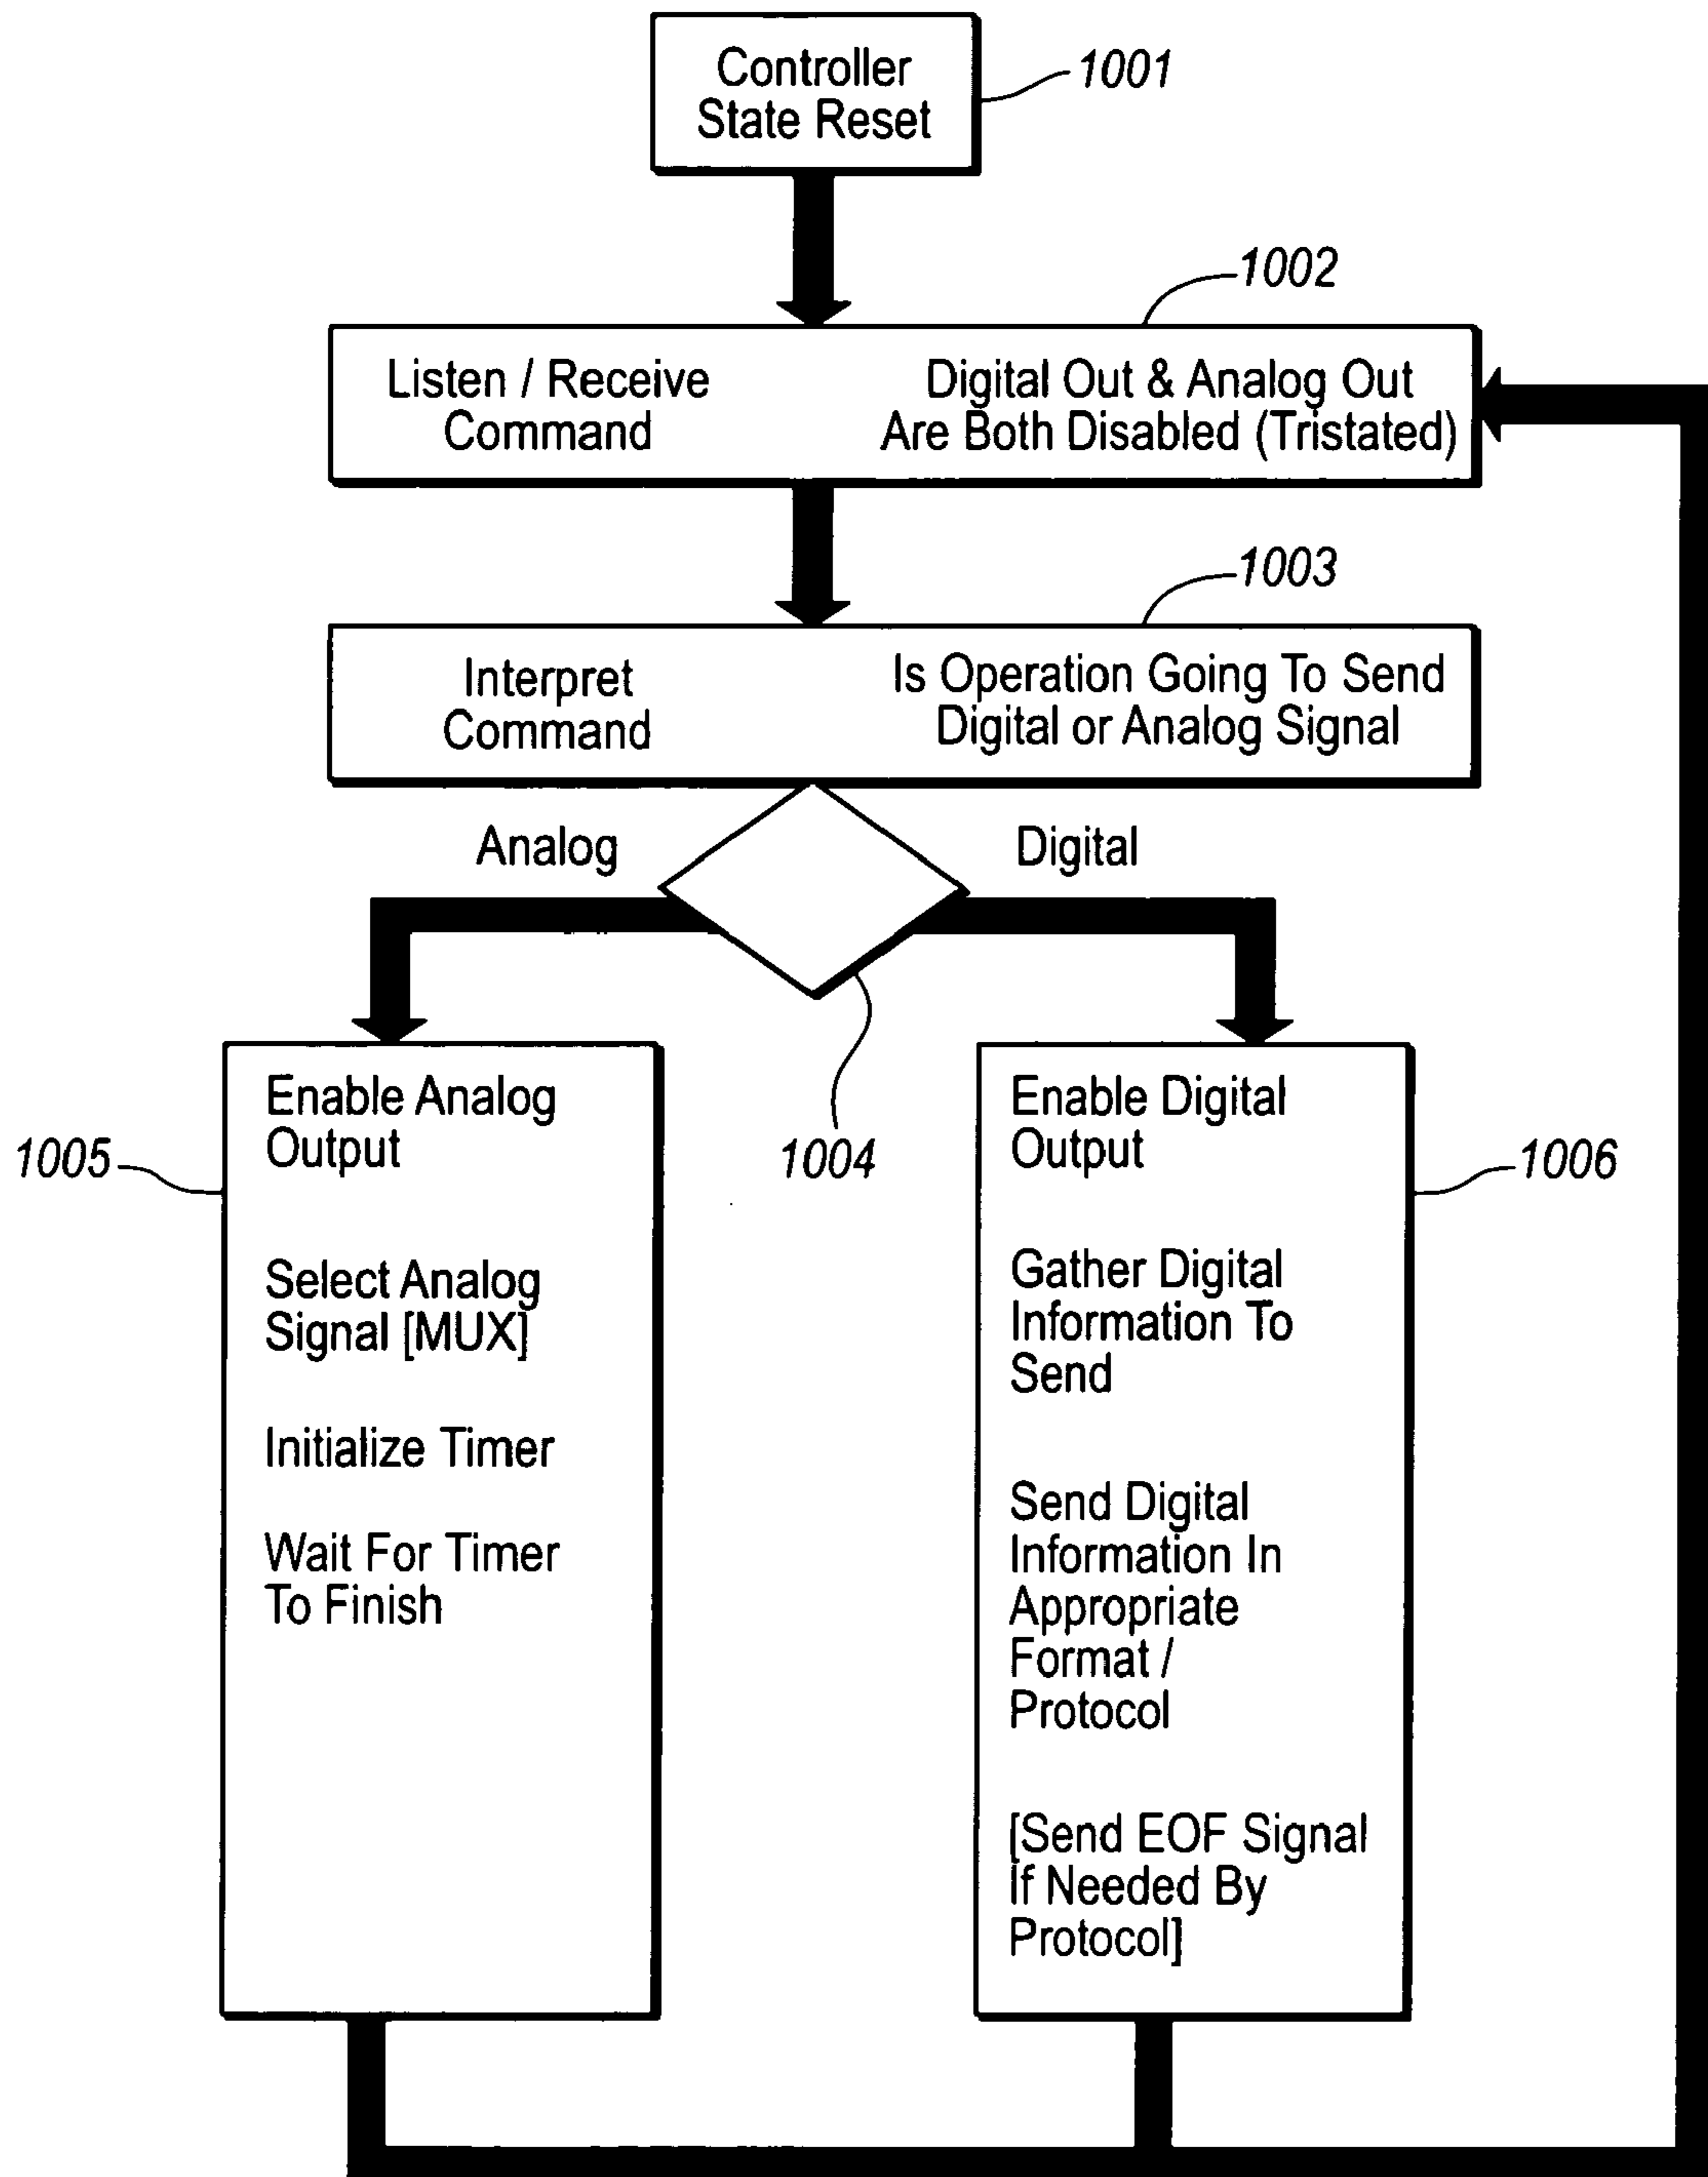 Controller
State Reset
1001
1002
Listen / Receive
Command
Digital Out & Analog Out
Are Both Disabled (Tristated)
1003
Interpret
Command
Is Operation Going To Send
Digital or Analog Signal
Analog
Digital
1004
1005
Enable Analog
Output
Select Analog
Signal [MUX]
Initialize Timer
Wait For Timer
To Finish
1006
Enable Digital
Output
Gather Digital
Information To
Send
Send Digital
Information In
Appropriate
Format /
Protocol
[Send EOF Signal
If Needed By
Protocol]